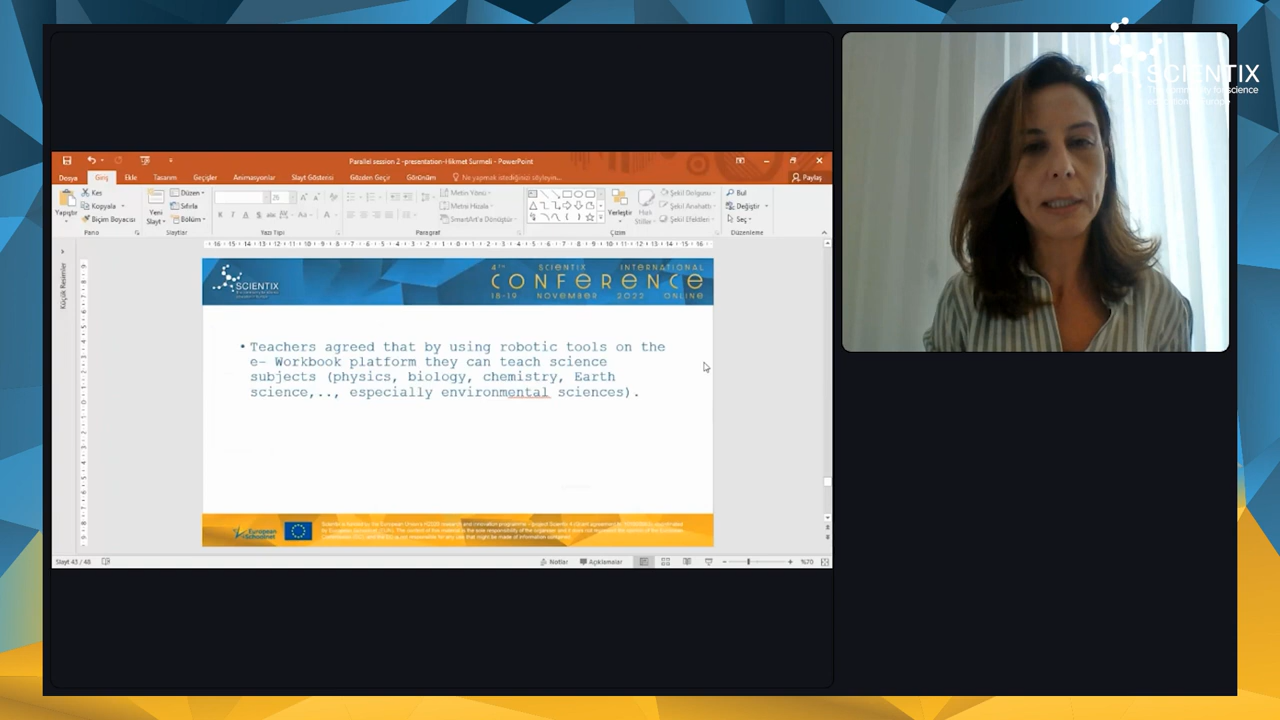 SCIENTIX
Parallel session 2 -presentation-Hikmet Surmeli - PowerPoint
Dosya Giriş Ekle Tasarım Geçişler Animasyonlar Slayt Gösterisi Gözden Geçir Görünüm Ne yapmak istediğinizi söyleyin... Paylaş
Yapıştır
Kes
Kopyala
Biçim Boyacısı
Pano
Yeni
Slayt
Düzen
Sıfırla
Bölüm
Slaytlar
Yazı Tipi
Metin Yönü
Metni Hizala
SmartArt'a Dönüştür
Paragraf
Yerleştir
Hızlı
Stiller
Şekil Dolgusu
Şekil Anahattı
Şekil Efektleri
Çizim
Bul
Değiştir
Seç
Düzenleme
Küçük Resimler
SCIENTIX
4TH SCIENTIX INTERNATIONAL
CONFERENCE
18-19 NOVEMBER 2022 ONLINE
• Teachers agreed that by using robotic tools on the
e- Workbook platform they can teach science
subjects (physics, biology, chemistry, Earth
science,.., especially environmental sciences).
European
Schoolnet
Slayt 43 / 48
Notlar Açıklamalar %70